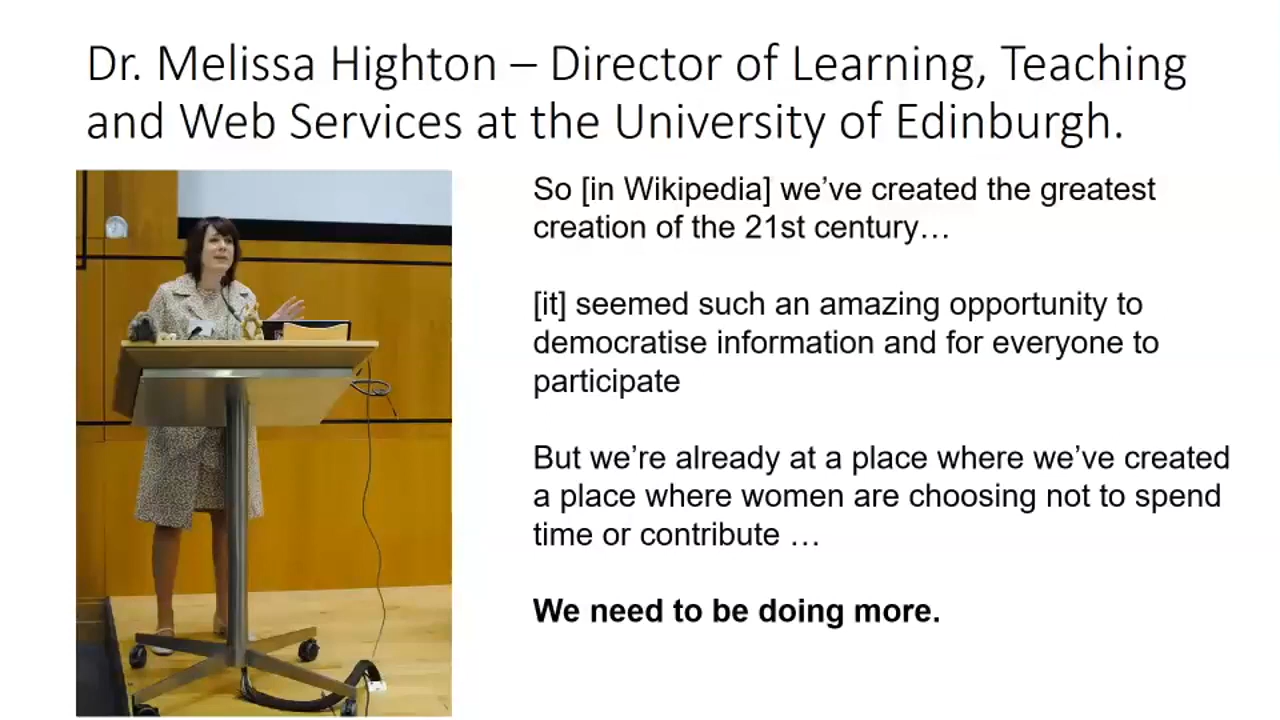 Dr. Melissa Highton – Director of Learning, Teaching
and Web Services at the University of Edinburgh.
So [in Wikipedia] we’ve created the greatest
creation of the 21st century…
[it] seemed such an amazing opportunity to
democratise information and for everyone to
participate
But we’re already at a place where we’ve created
a place where women are choosing not to spend
time or contribute …
We need to be doing more.